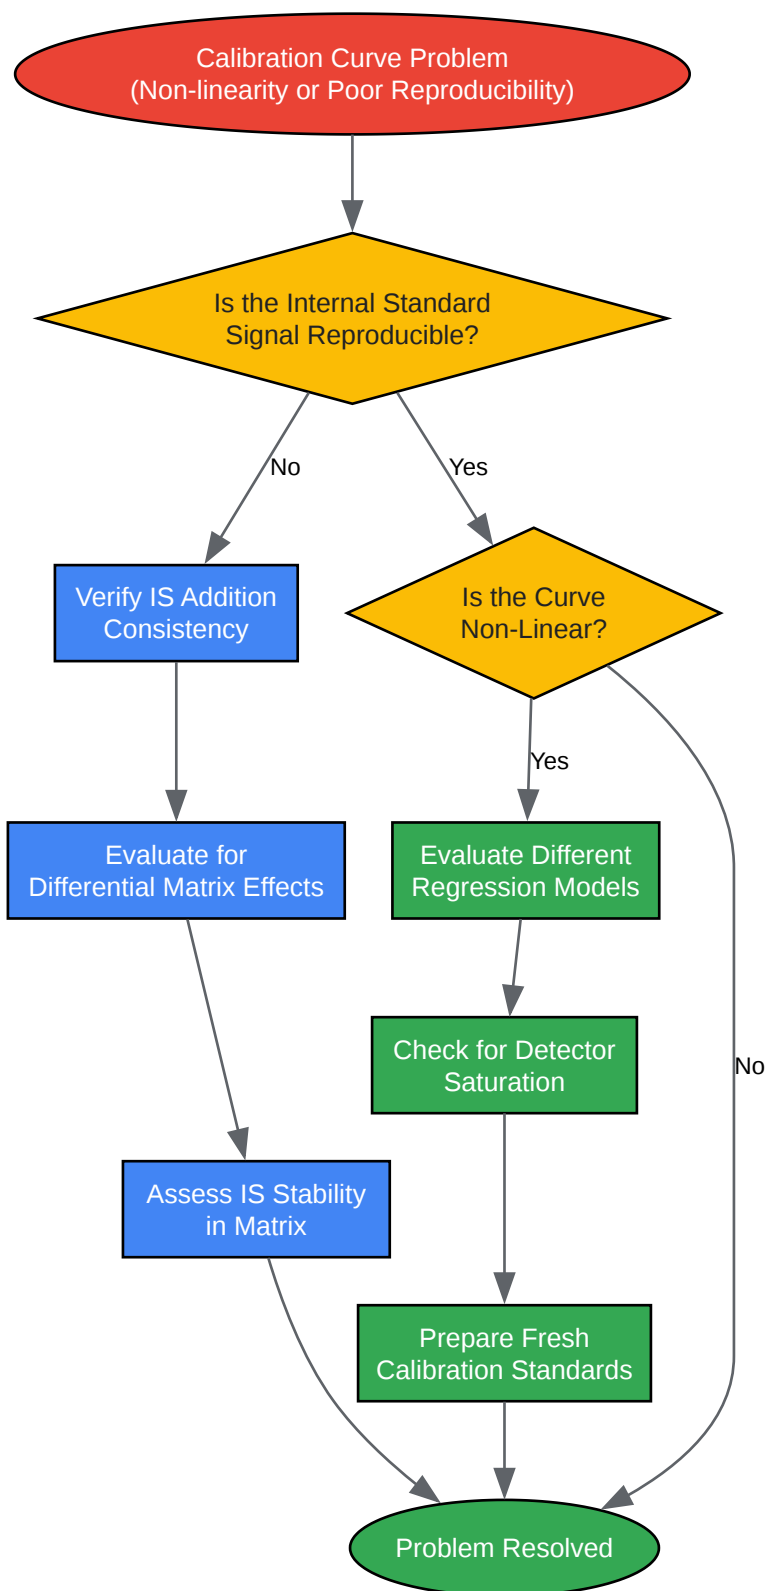 Calibration Curve Problem
(Non-linearity or Poor Reproducibility)
Is the Internal Standard
Signal Reproducible?
No
Yes
Verify IS Addition
Consistency
Is the Curve
Non-Linear?
Yes
Evaluate for
Differential Matrix Effects
Evaluate Different
Regression Models
Check for Detector
Saturation
No
Assess IS Stability
in Matrix
Prepare Fresh
Calibration Standards
Problem Resolved